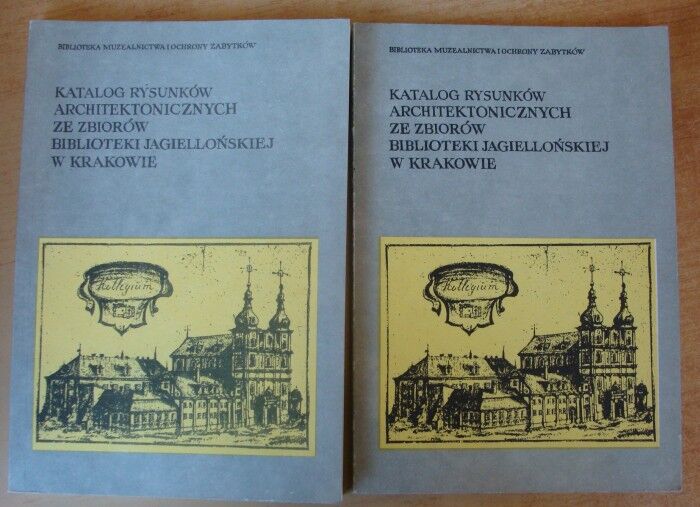 BIBLIOTEKA MUZEALNICTWA I OCHRONY ZABYTKÓW
KATALOG RYSUNKÓW
ARCHITEKTONICZNYCH
ZE ZBIORÓW
BIBLIOTEKI JAGIELLOŃSKIEJ
W KRAKOWIE
Kollegium
BIBLIOTEKA MUZEALNICTWA I OCHRONY ZABYTKÓW
KATALOG RYSUNKÓW
ARCHITEKTONICZNYCH
ZE ZBIORÓW
BIBLIOTEKI JAGIELLOŃSKIEJ
W KRAKOWIE
Kollegium